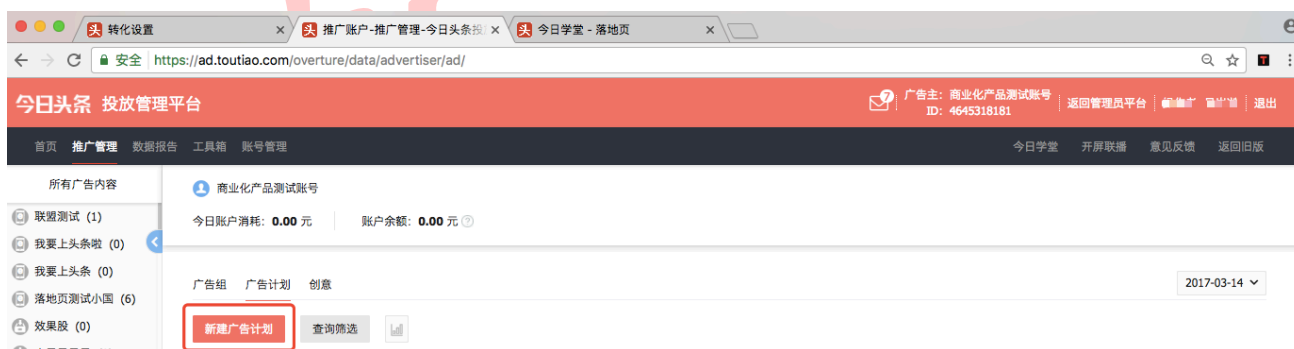 转化设置
推广账户-推广管理-今日头条投
今日学堂 - 落地页
安全 https://ad.toutiao.com/overture/data/advertiser/ad/
今日头条 投放管理平台
7
广告主： 商业化产品测试账号
ID: 4645318181
返回管理员平台
退出
首页 推广管理 数据报告 工具箱 账号管理 今日学堂 开屏联播 意见反馈 返回旧版
所有广告内容
联盟测试 (1)
我要上头条啦 (0)
我要上头条 (0)
落地页测试小国 (6)
效果股 (0)
商业化产品测试账号
今日账户消耗: 0.00 元 账户余额: 0.00 元
广告组 广告计划 创意 2017-03-14
新建广告计划 查询筛选